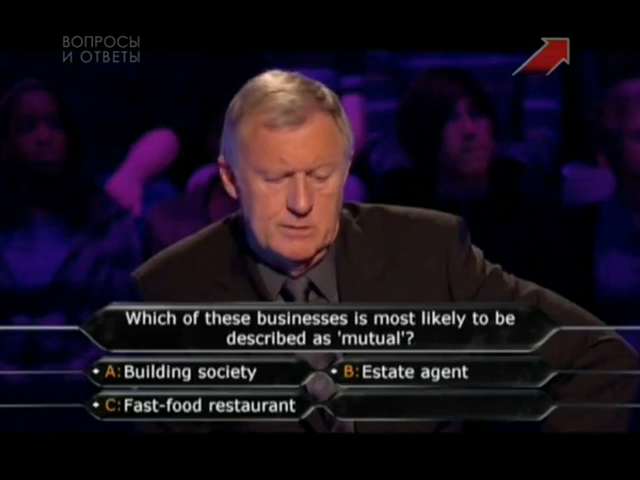 ВОПРОСЫ
И ОТВЕТЫ
Which of these businesses is most likely to be
described as 'mutual'?
A: Building society
B: Estate agent
C: Fast-food restaurant